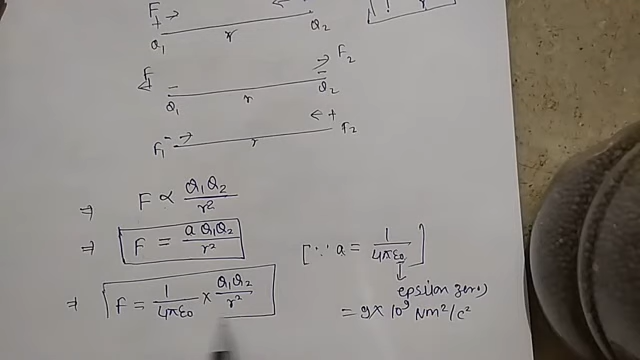 F →
+
Q₁ r Q₂
F₁ ← - - → F₂
Q₁ r Q₂
F₁ - → ← + F₂
r
⇒ F ∝ Q₁Q₂/r²
⇒ F = a Q₁Q₂/r² [∵ a = 1/4πε₀]
↓
epsilon zero)
⇒ F = 1/4πε₀ × Q₁Q₂/r² = 9 × 10⁹ Nm²/c²